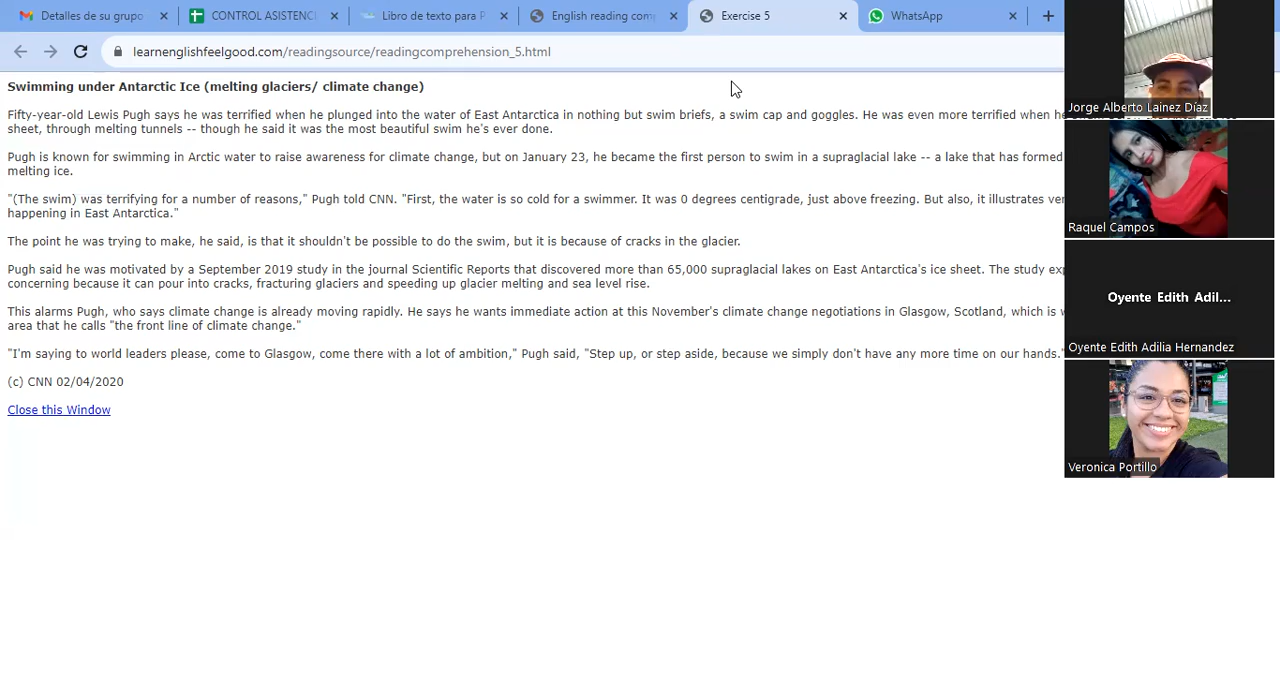 Detalles de su grupo
CONTROL ASISTENC
Libro de texto para P
English reading com
Exercise 5
WhatsApp
learnenglishfeelgood.com/readingsource/readingcomprehension_5.html
Swimming under Antarctic Ice (melting glaciers/ climate change)
Fifty-year-old Lewis Pugh says he was terrified when he plunged into the water of East Antarctica in nothing but swim briefs, a swim cap and goggles. He was even more terrified when he
sheet, through melting tunnels -- though he said it was the most beautiful swim he's ever done.
Pugh is known for swimming in Arctic water to raise awareness for climate change, but on January 23, he became the first person to swim in a supraglacial lake -- a lake that has formed
melting ice.
"(The swim) was terrifying for a number of reasons," Pugh told CNN. "First, the water is so cold for a swimmer. It was 0 degrees centigrade, just above freezing. But also, it illustrates ver
happening in East Antarctica."
The point he was trying to make, he said, is that it shouldn't be possible to do the swim, but it is because of cracks in the glacier.
Pugh said he was motivated by a September 2019 study in the journal Scientific Reports that discovered more than 65,000 supraglacial lakes on East Antarctica's ice sheet. The study exp
concerning because it can pour into cracks, fracturing glaciers and speeding up glacier melting and sea level rise.
This alarms Pugh, who says climate change is already moving rapidly. He says he wants immediate action at this November's climate change negotiations in Glasgow, Scotland, which is w
area that he calls "the front line of climate change."
"I'm saying to world leaders please, come to Glasgow, come there with a lot of ambition," Pugh said, "Step up, or step aside, because we simply don't have any more time on our hands."
(c) CNN 02/04/2020
Close this Window
Jorge Alberto Lainez Díaz
Raquel Campos
Oyente Edith Adil...
Oyente Edith Adilia Hernandez
Veronica Portillo